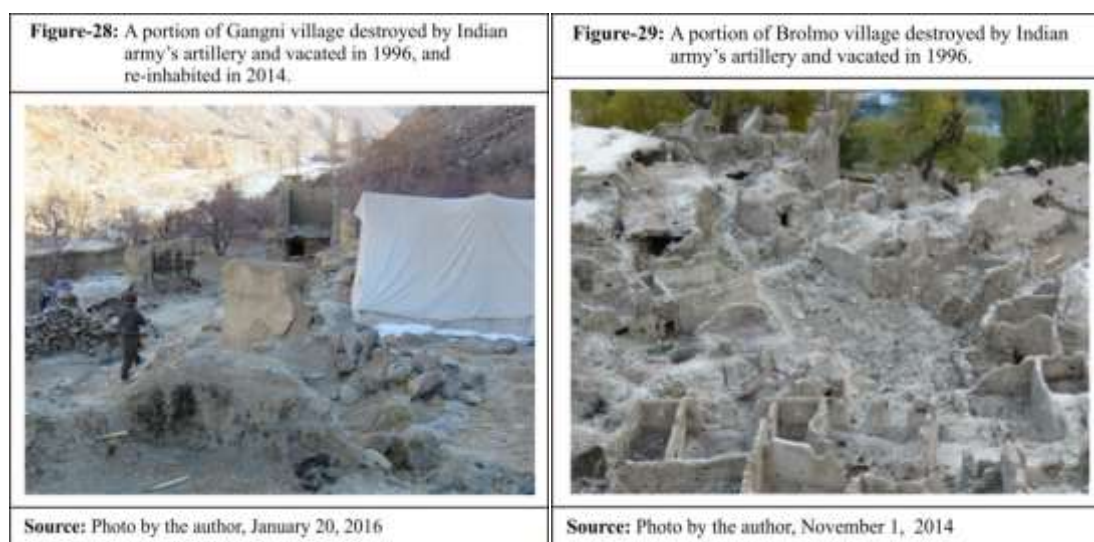 Figure-28: A portion of Gangni village destroyed by Indian
army's artillery and vacated in 1996, and
re-inhabited in 2014.
Source: Photo by the author, January 20, 2016
Figure-29: A portion of Brolmo village destroyed by Indian
army's artillery and vacated in 1996.
Source: Photo by the author, November 1, 2014